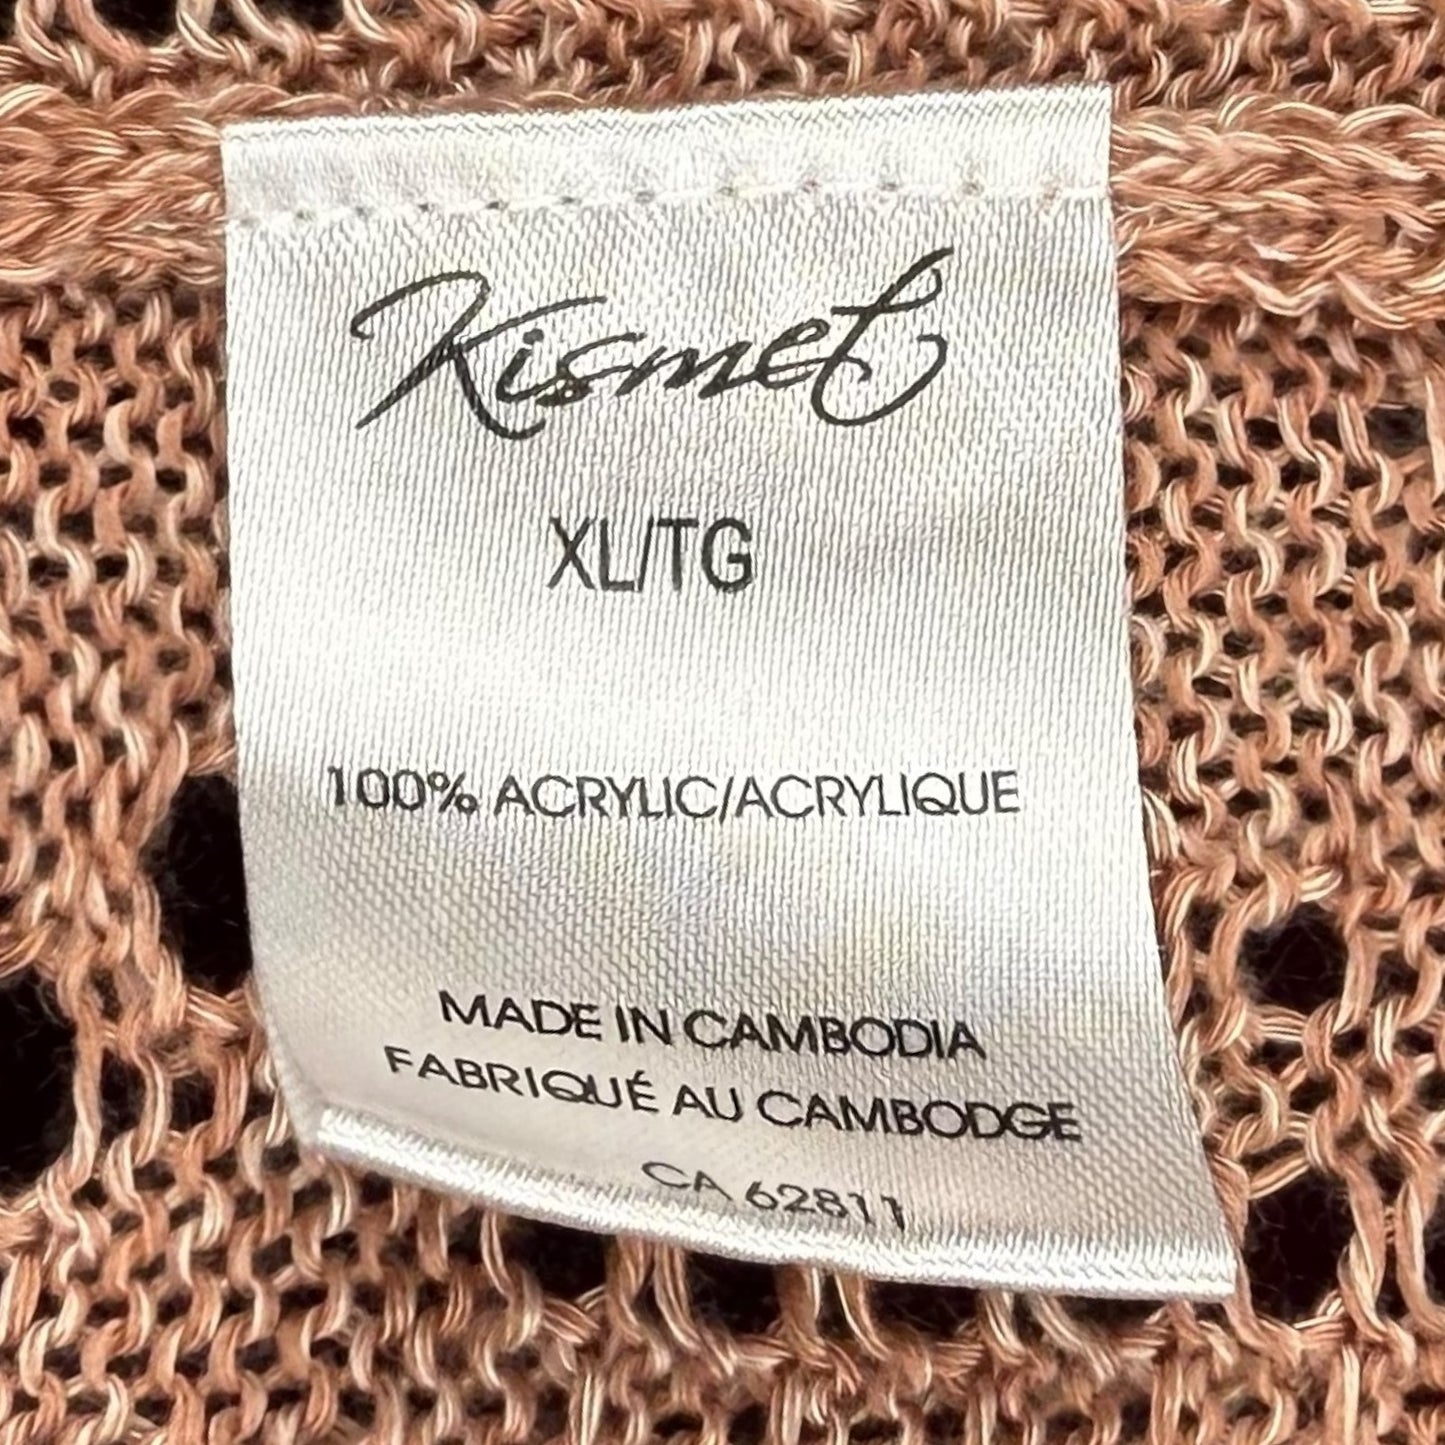 Kismet
XL/TG
100% ACRYLIC/ACRYLIQUE
MADE IN CAMBODIA
FABRIQUÉ AU CAMBODGE
CA 62811